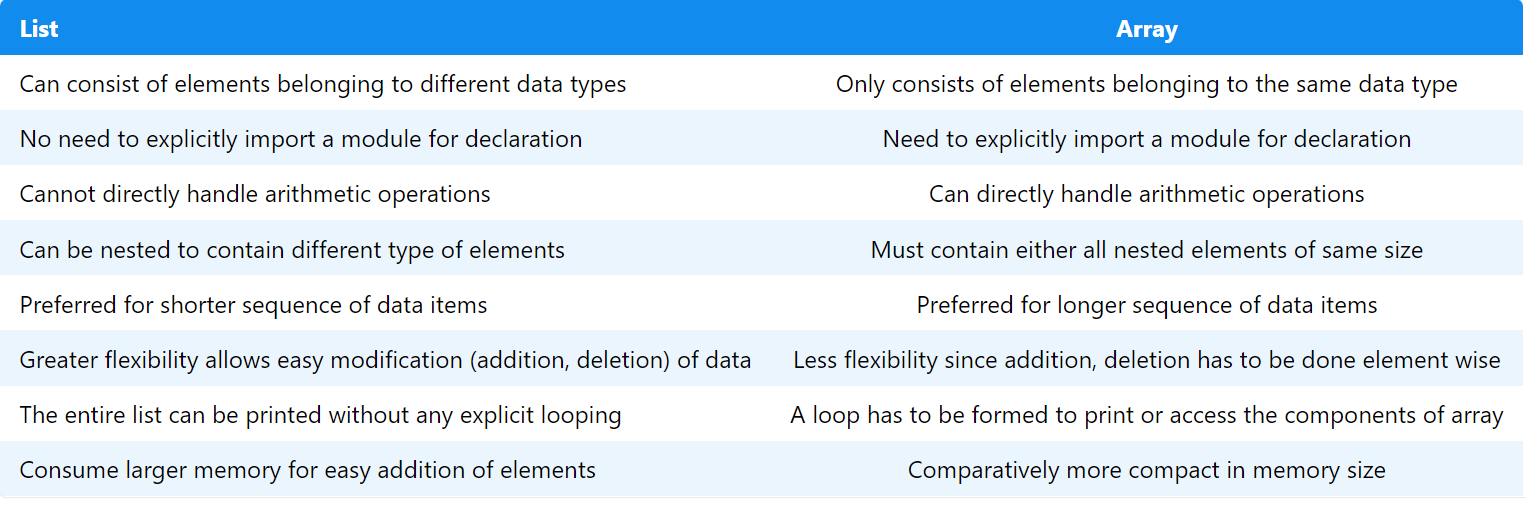 List Array
Can consist of elements belonging to different data types Only consists of elements belonging to the same data type
No need to explicitly import a module for declaration Need to explicitly import a module for declaration
Cannot directly handle arithmetic operations Can directly handle arithmetic operations
Can be nested to contain different type of elements Must contain either all nested elements of same size
Preferred for shorter sequence of data items Preferred for longer sequence of data items
Greater flexibility allows easy modification (addition, deletion) of data Less flexibility since addition, deletion has to be done element wise
The entire list can be printed without any explicit looping A loop has to be formed to print or access the components of array
Consume larger memory for easy addition of elements Comparatively more compact in memory size